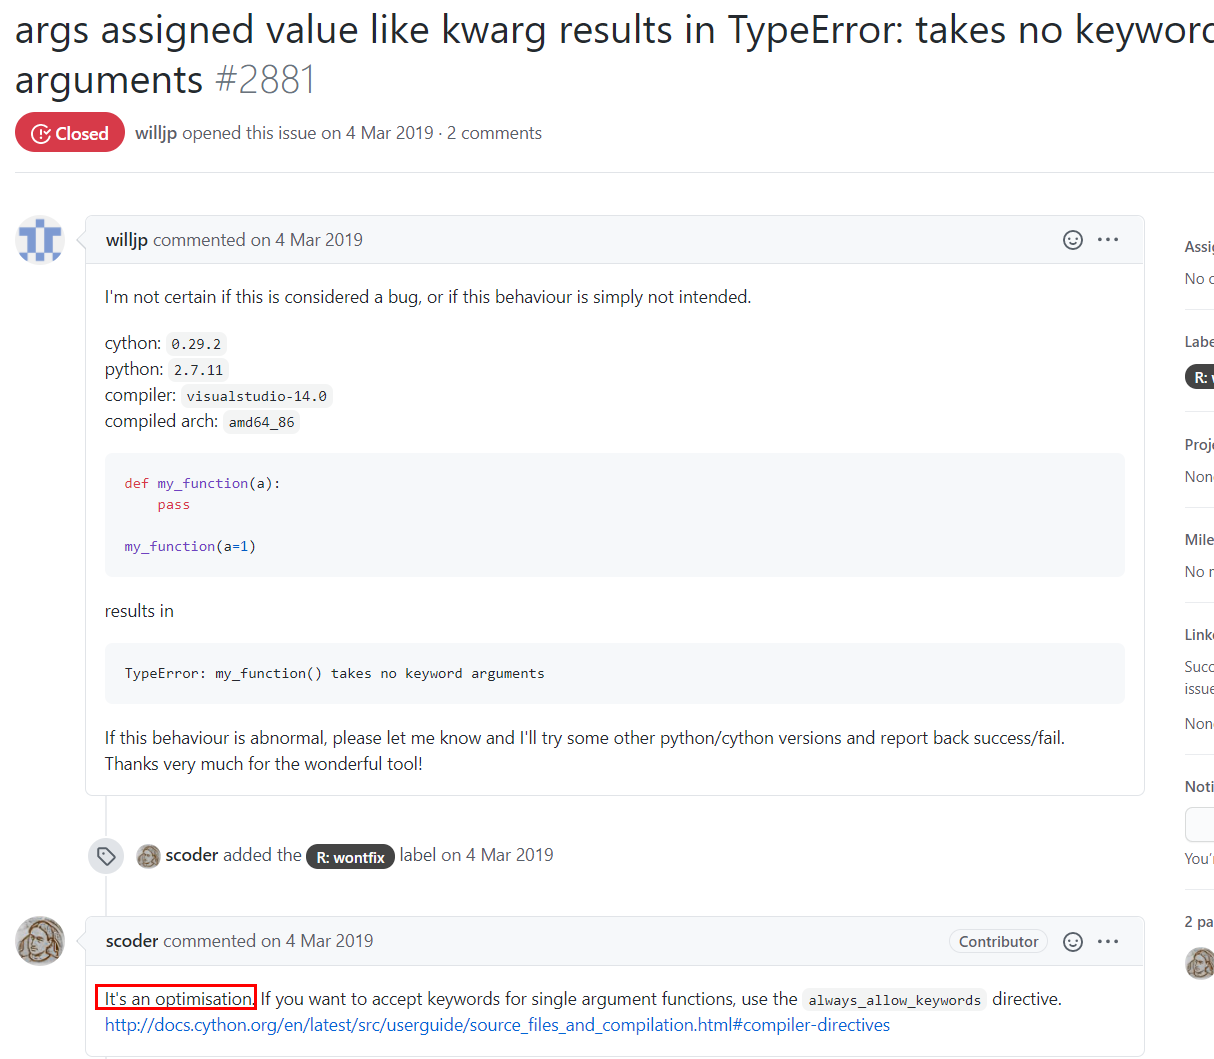 args assigned value like kwarg results in TypeError: takes no keyword
arguments #2881
Closed willjp opened this issue on 4 Mar 2019 · 2 comments
willjp commented on 4 Mar 2019
I'm not certain if this is considered a bug, or if this behaviour is simply not intended.
cython: 0.29.2
python: 2.7.11
compiler: visualstudio-14.0
compiled arch: amd64_86
def my_function(a):
pass
my_function(a=1)
results in
TypeError: my_function() takes no keyword arguments
If this behaviour is abnormal, please let me know and I'll try some other python/cython versions and report back success/fail.
Thanks very much for the wonderful tool!
scoder added the R: wontfix label on 4 Mar 2019
scoder commented on 4 Mar 2019 Contributor
It's an optimisation. If you want to accept keywords for single argument functions, use the always_allow_keywords directive.
http://docs.cython.org/en/latest/src/userguide/source_files_and_compilation.html#compiler-directives
Assi
No
Labe
R:
Proj
Non
Mile
No
Link
Succ
issue
Non
Noti
You'
2 pa